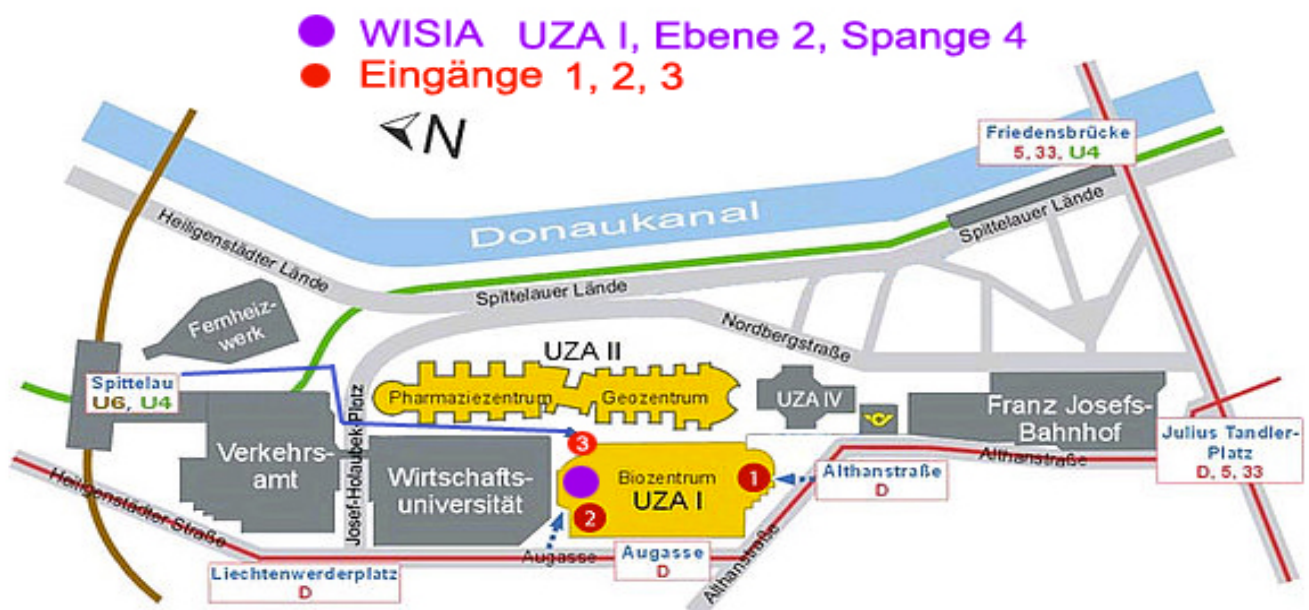 WISIA UZA I, Ebene 2, Spange 4
Eingänge 1, 2, 3
N
Friedensbrücke
5, 33, U4
Donaukanal
Heiligenstädter Lände
Spittelauer Lände
Spittelauer Lände
Nordbergstraße
Fernheiz-
werk
UZA II
Spittelau
U6, U4
Pharmaziezentrum
Geozentrum
UZA IV
Franz Josefs-
Bahnhof
Julius Tandler-
Platz
D, 5, 33
Verkehrs-
amt
Josef-Holaubek-Platz
Wirtschafts-
universität
3
Biozentrum
UZA I
1
2
Althanstraße
D
Althanstraße
Heiligenstädter Straße
Liechtenwerderplatz
D
Augasse
Augasse
D
Althanstraße